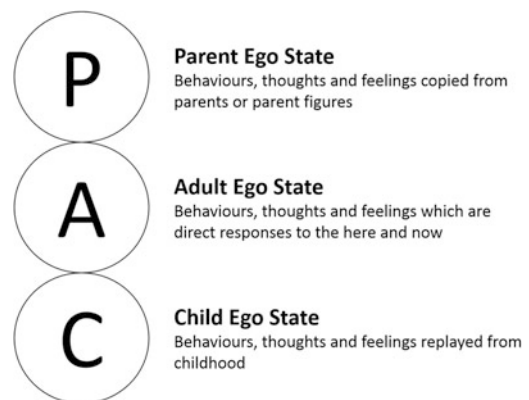 P
Parent Ego State
Behaviours, thoughts and feelings copied from
parents or parent figures
A
Adult Ego State
Behaviours, thoughts and feelings which are
direct responses to the here and now
C
Child Ego State
Behaviours, thoughts and feelings replayed from
childhood